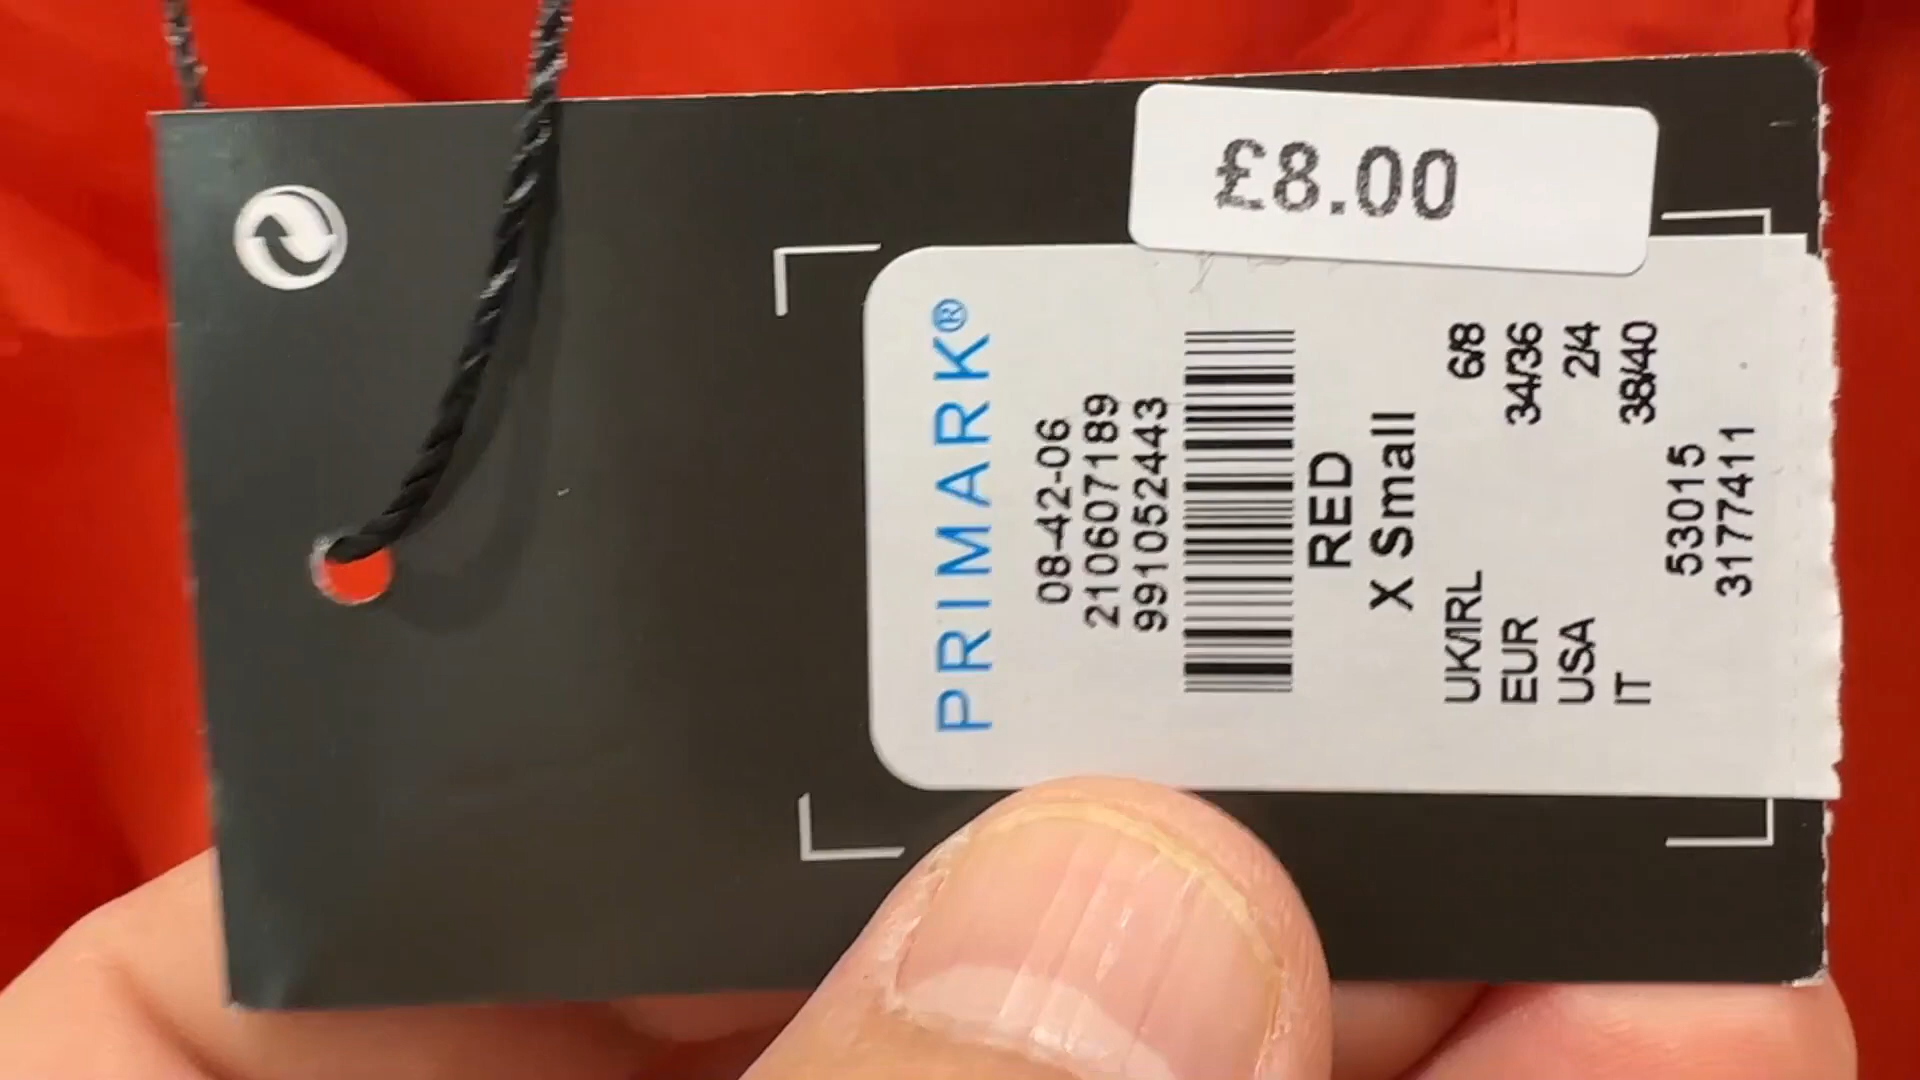 £8.00
PRIMARK®
08-42-06
210607189
991052443
RED
X Small
UK/IRL 6/8
EUR 34/36
USA 2/4
IT 38/40
53015
3177411